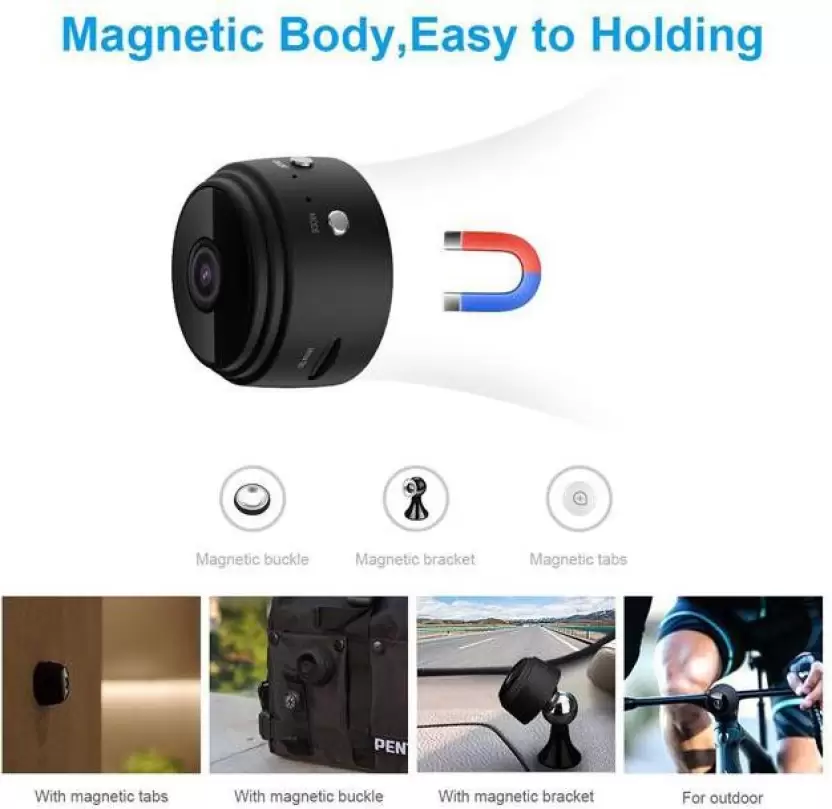 Magnetic Body,Easy to Holding
MODE
Magnetic buckle
Magnetic bracket
Magnetic tabs
PENT
With magnetic tabs
With magnetic buckle
With magnetic bracket
For outdoor